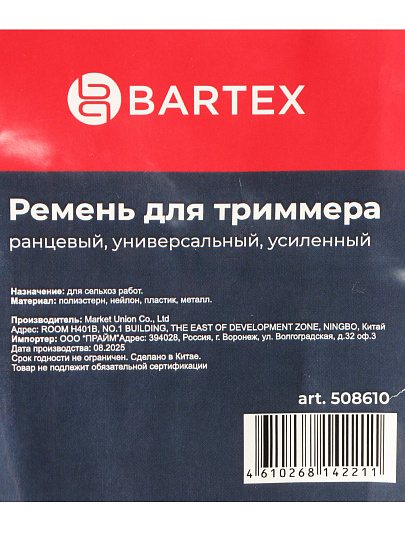 BARTEX
Ремень для триммера
ранцевый, универсальный, усиленный
Назначение: для сельхоз работ.
Материал: полиэстерн, нейлон, пластик, металл.
Производитель: Market Union Co., Ltd
Адрес: ROOM H401B, NO.1 BUILDING, THE EAST OF DEVELOPMENT ZONE, NINGBO, Китай
Импортер: ООО "ПРАЙМ"Адрес: 394028, Россия, г. Воронеж, ул. Волгоградская, д.32 оф.3
Дата производства: 08.2025
Срок годности не ограничен. Сделано в Китае.
Товар не подлежит обязательной сертификации
art. 508610
4 610268 142211